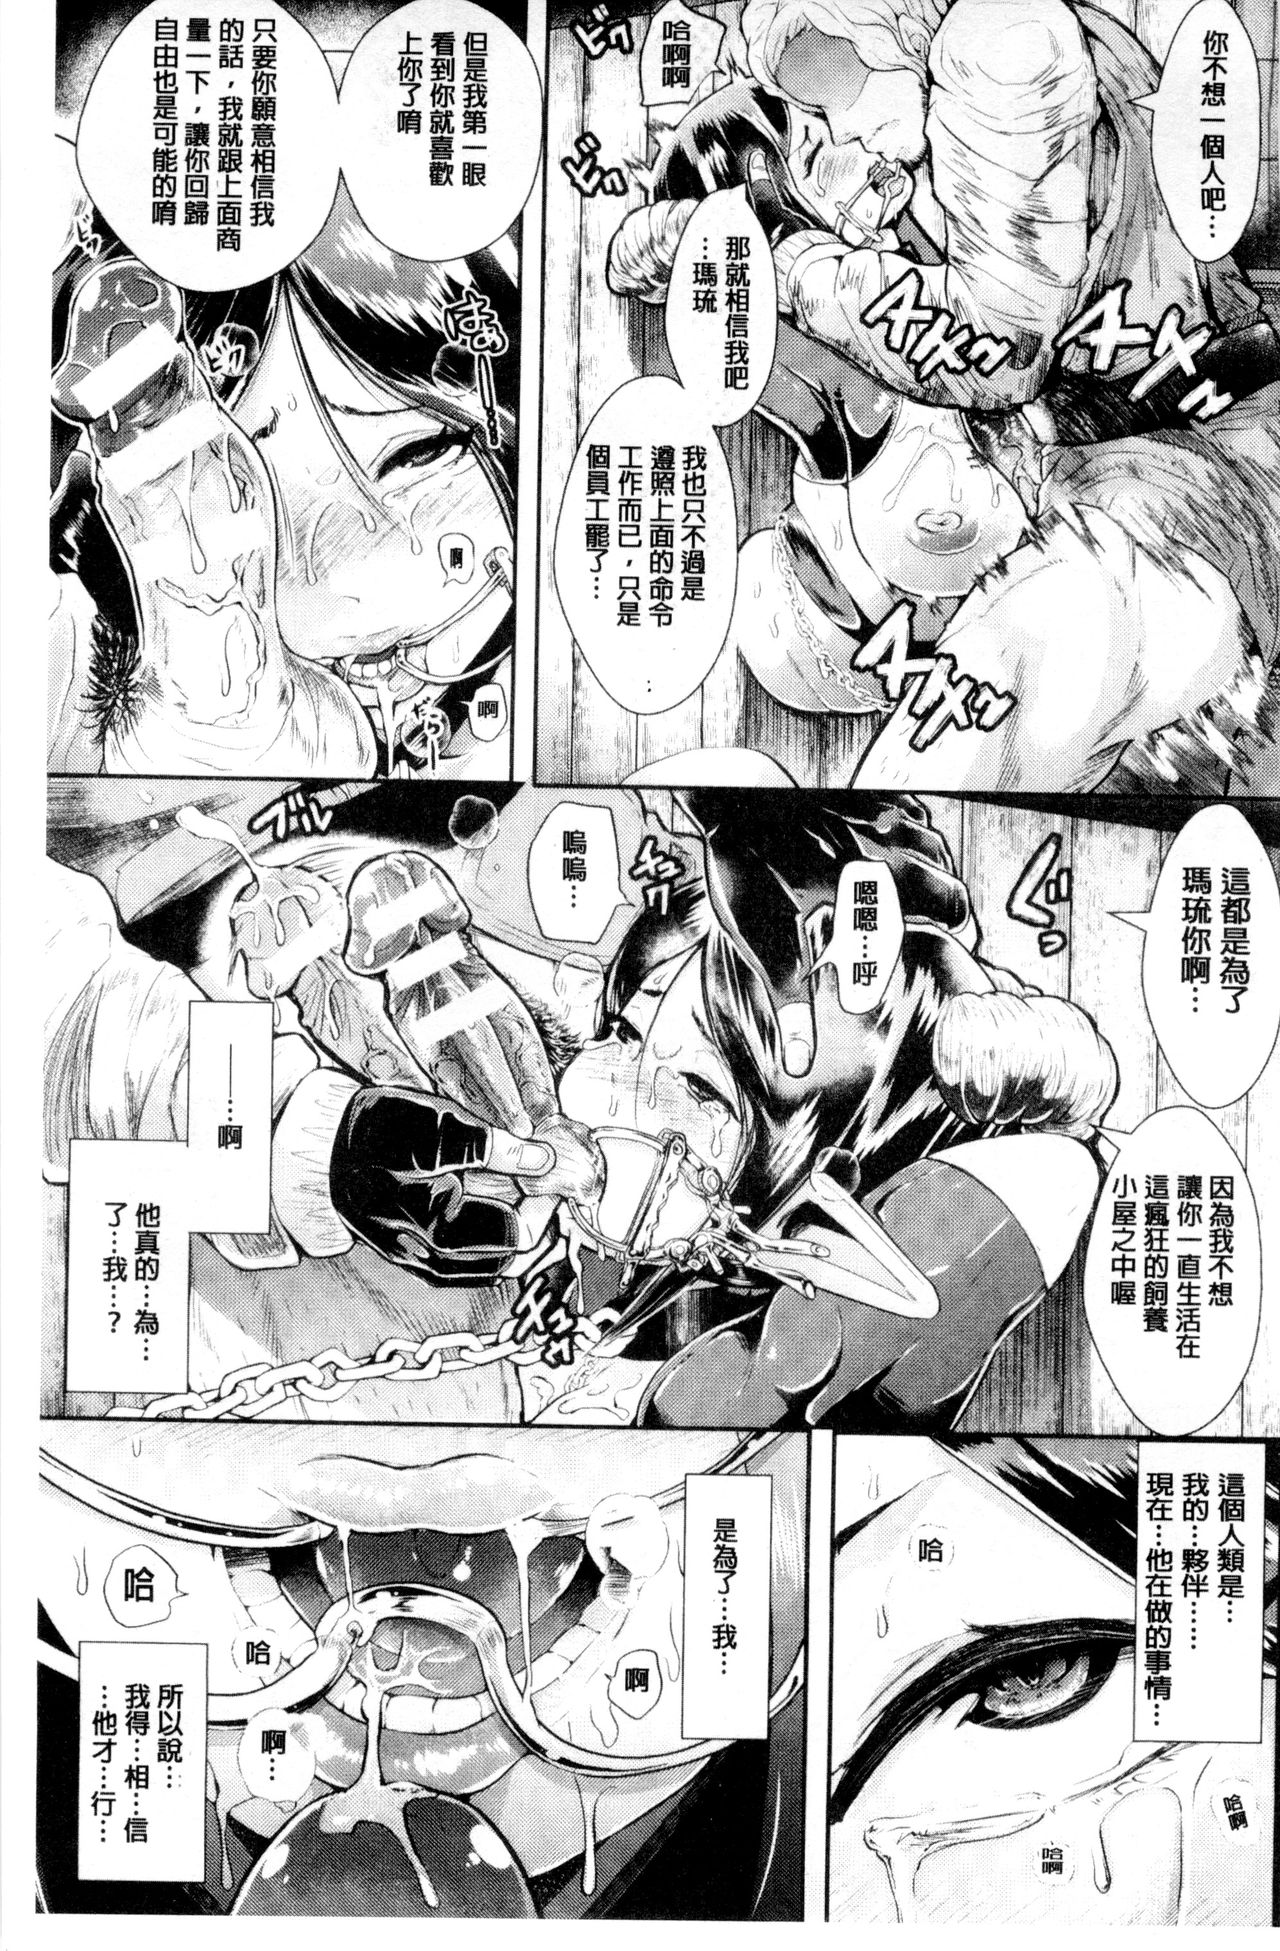 你不想一個人吧…
哈啊啊
那就相信我吧
…瑪琉
我也只不過是
遵照上面的命令
工作而已，只是
個員工罷了…
但是我第一眼
看到你就喜歡
上你了唷
只要你願意相信我
的話，我就跟上面商
量一下，讓你回歸
自由也是可能的唷
啊
啊
這都是為了
瑪琉你啊…
因為我不想
讓你一直生活在
這瘋狂的飼養
小屋之中喔
嗯嗯…呼
嗚嗚…
———……啊
他真的…為…
了…我…？
這個人類是…
我的…夥伴……
現在…他在做的事情…
哈
哈啊
哈啊
是為了…我…
啊
哈
哈
啊…
所以說…
我得…相…信
…他才…行…